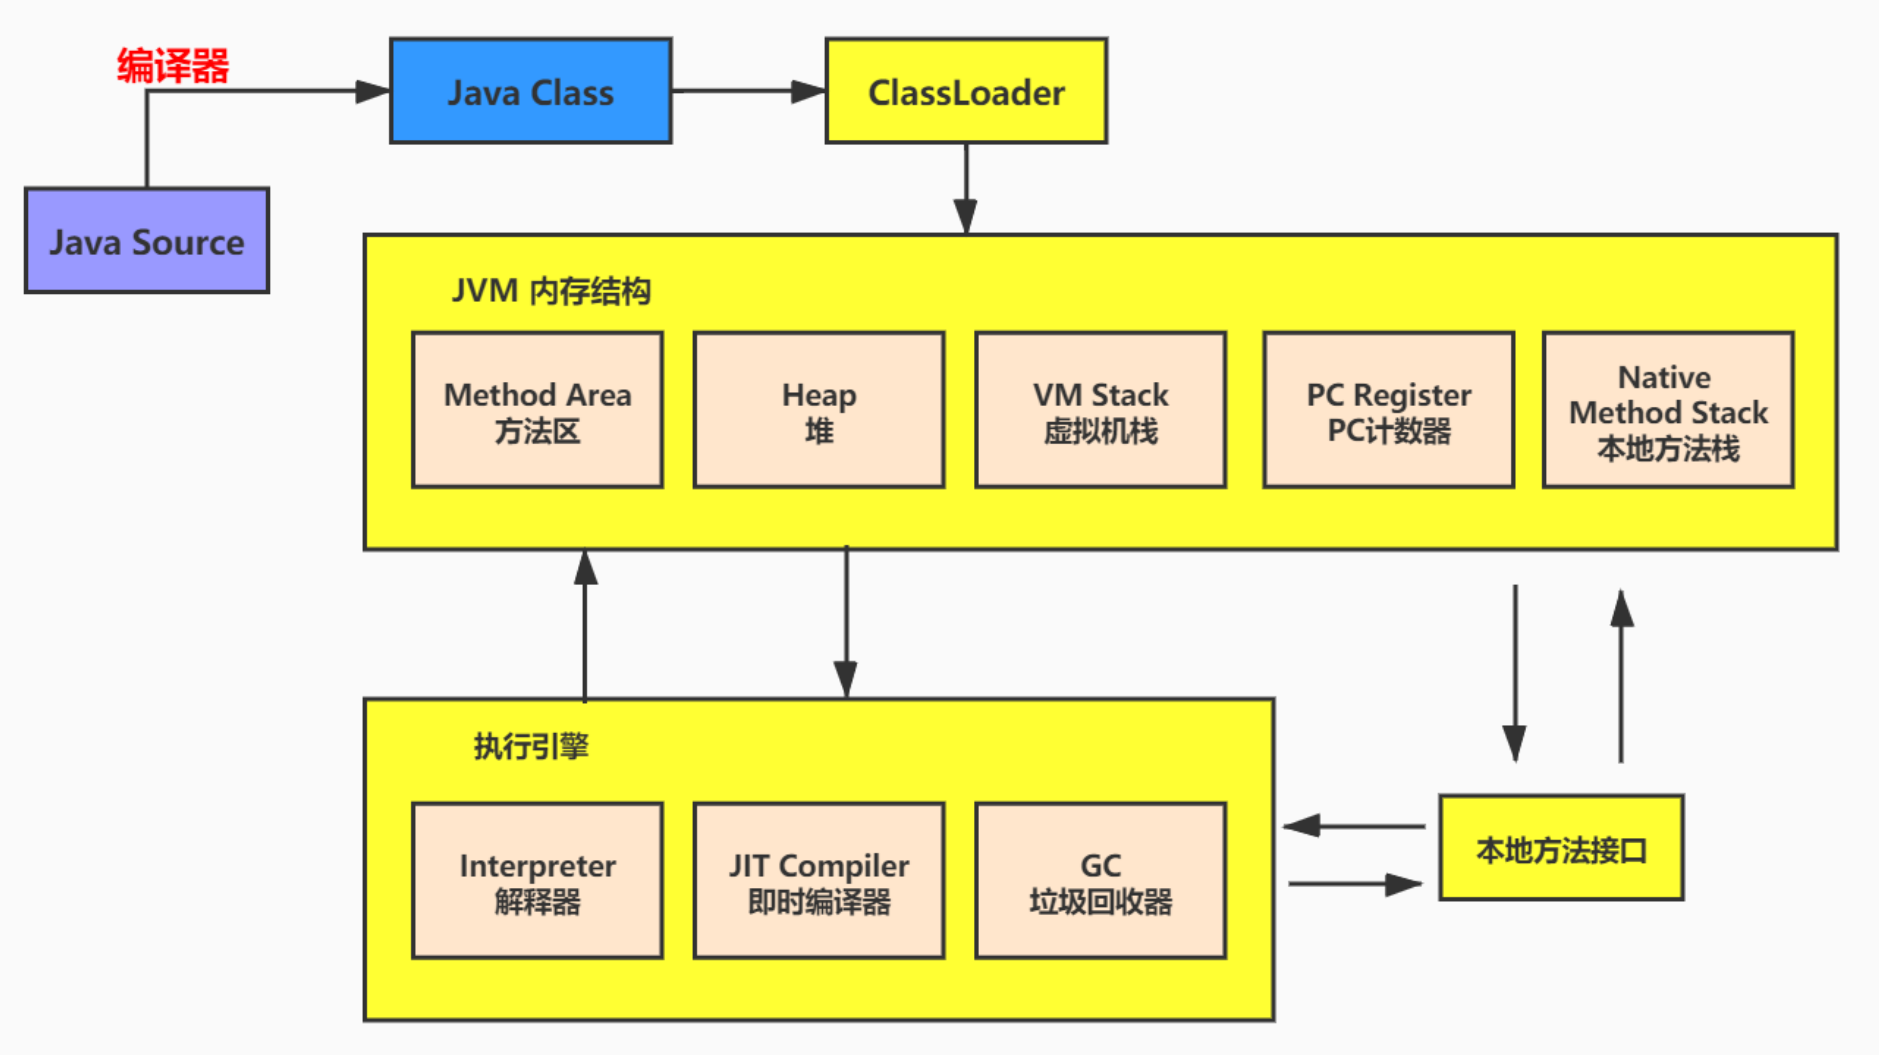 编译器
Java Class
ClassLoader
Java Source
JVM 内存结构
Method Area
方法区
Heap
堆
VM Stack
虚拟机栈
PC Register
PC计数器
Native
Method Stack
本地方法栈
执行引擎
Interpreter
解释器
JIT Compiler
即时编译器
GC
垃圾回收器
本地方法接口